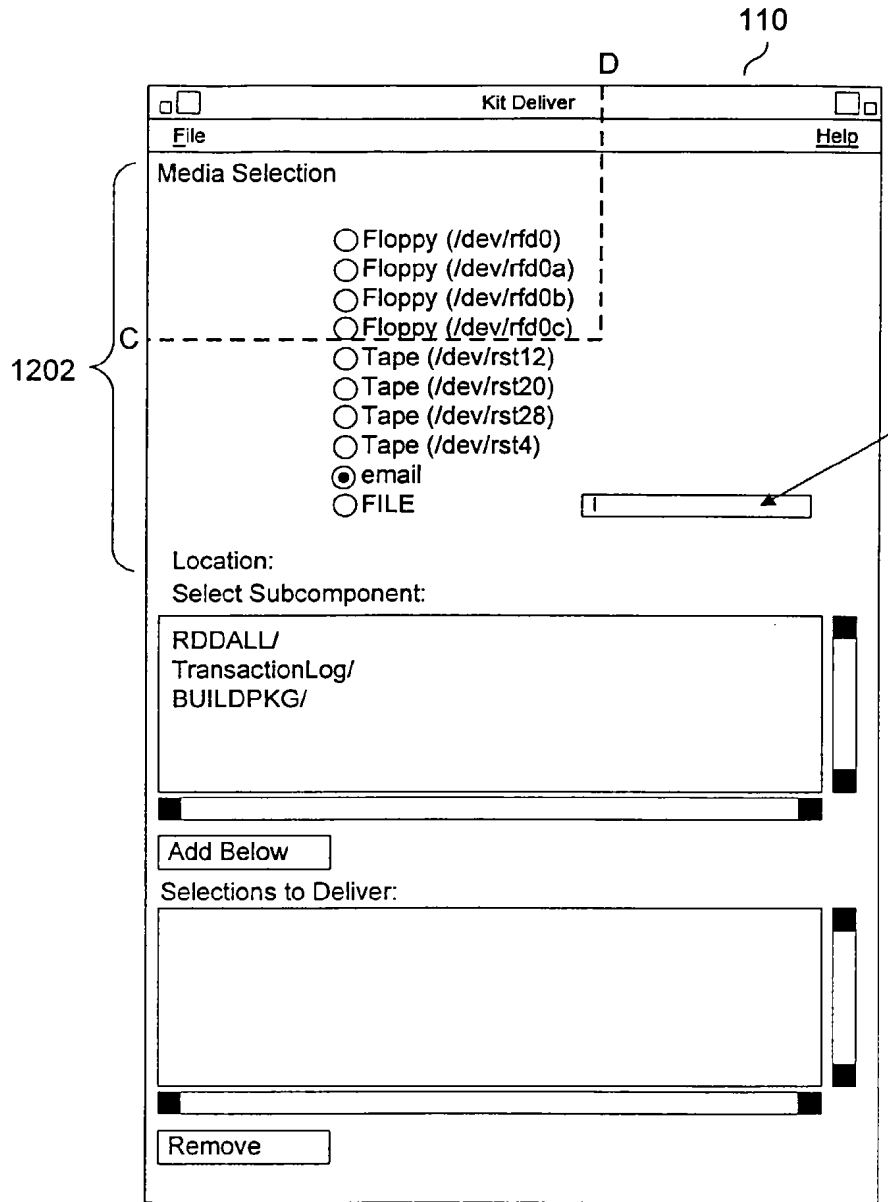 110
D
Kit Deliver
File Help
Media Selection
Floppy (/dev/rfd0)
Floppy (/dev/rfd0a)
Floppy (/dev/rfd0b)
Floppy (/dev/rfd0c)
C
Tape (/dev/rst12)
1202
Tape (/dev/rst20)
Tape (/dev/rst28)
Tape (/dev/rst4)
email
FILE
Location:
Select Subcomponent:
RDDALL/
TransactionLog/
BUILDPKG/
Add Below
Selections to Deliver:
Remove